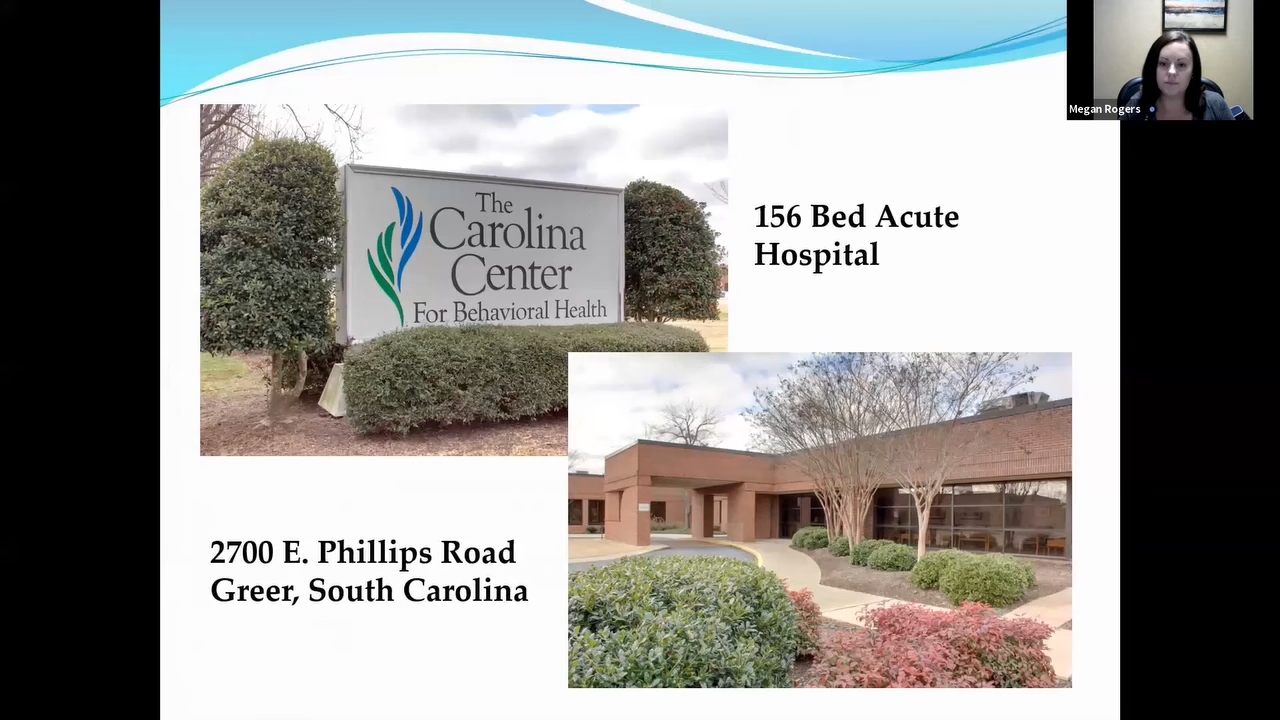 Megan Rogers
The
Carolina
Center
For Behavioral Health
156 Bed Acute
Hospital
2700 E. Phillips Road
Greer, South Carolina